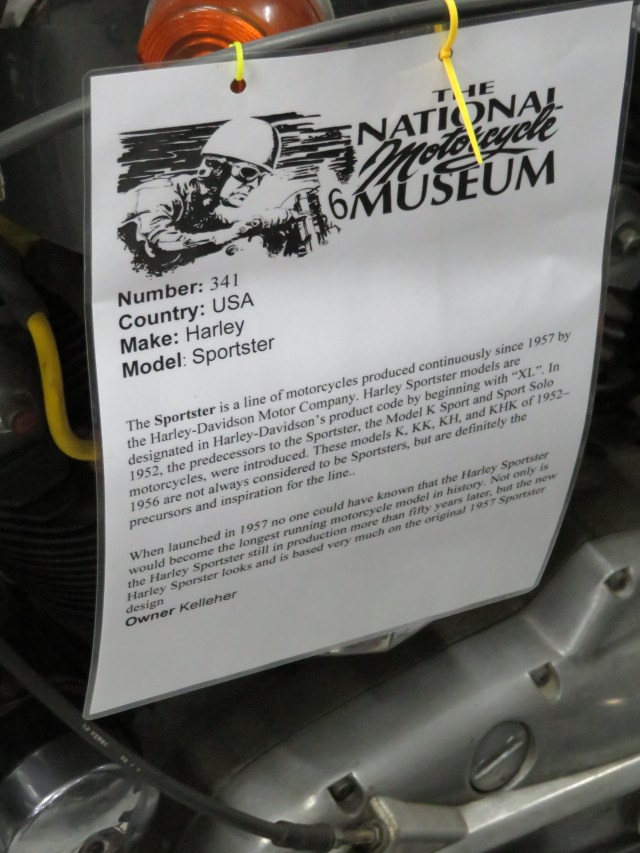 THE
NATIONAL
Motorcycle
MUSEUM
6
Number: 341
Country: USA
Make: Harley
Model: Sportster
The Sportster is a line of motorcycles produced continuously since 1957 by
the Harley-Davidson Motor Company. Harley Sportster models are
designated in Harley-Davidson's product code by beginning with "XL". In
1952, the predecessors to the Sportster, the Model K Sport and Sport Solo
motorcycles, were introduced. These models K, KK, KH, and KHK of 1952–
1956 are not always considered to be Sportsters, but are definitely the
precursors and inspiration for the line..
When launched in 1957 no one could have known that the Harley Sportster
would become the longest running motorcycle model in history. Not only is
the Harley Sportster still in production more than fifty years later, but the new
Harley Sporster looks and is based very much on the original 1957 Sportster
design
Owner Kelleher